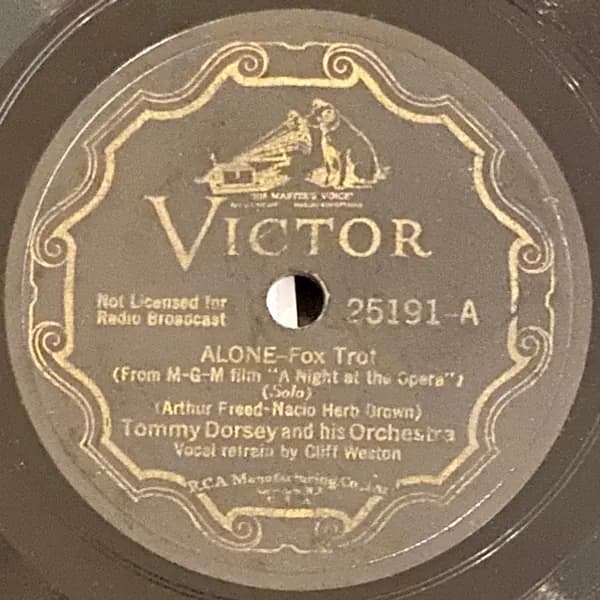 "HIS MASTER'S VOICE"
VICTOR
Not Licensed for
Radio Broadcast
25191-A
ALONE-Fox Trot
(From M-G-M film "A Night at the Opera")
(Solo)
(Arthur Freed-Nacio Herb Brown)
Tommy Dorsey and his Orchestra
Vocal refrain by Cliff Weston
RCA Manufacturing Co., Inc.